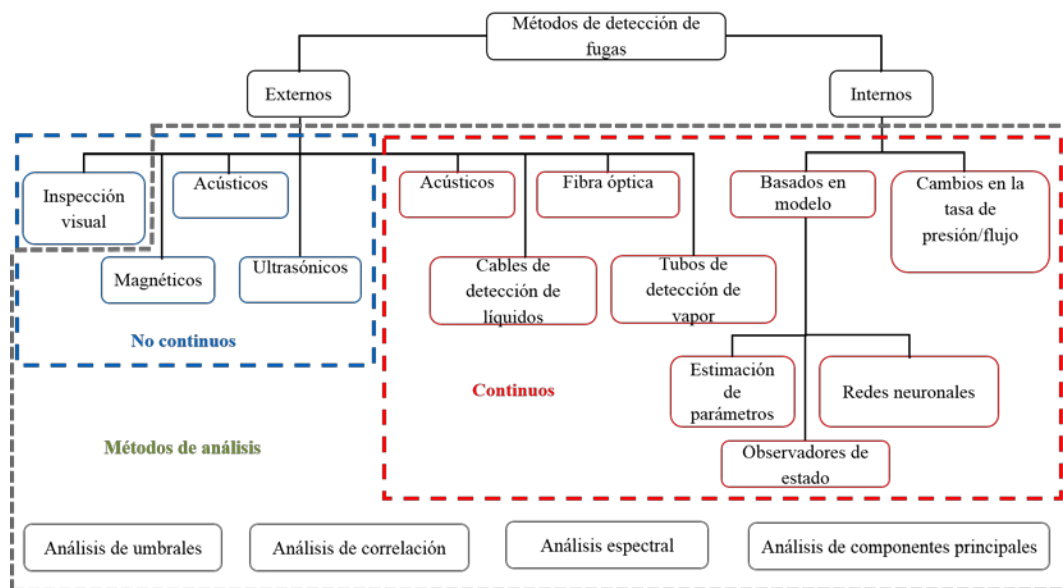 Métodos de detección de
fugas
Externos
Internos
Inspección
visual
Acústicos
Acústicos
Fibra óptica
Basados en
modelo
Cambios en la
tasa de
presión/flujo
Magnéticos
Ultrasónicos
Cables de
detección de
líquidos
Tubos de
detección de
vapor
No continuos
Continuos
Estimación
de
parámetros
Redes neuronales
Métodos de análisis
Observadores de
estado
Análisis de umbrales
Análisis de correlación
Análisis espectral
Análisis de componentes principales